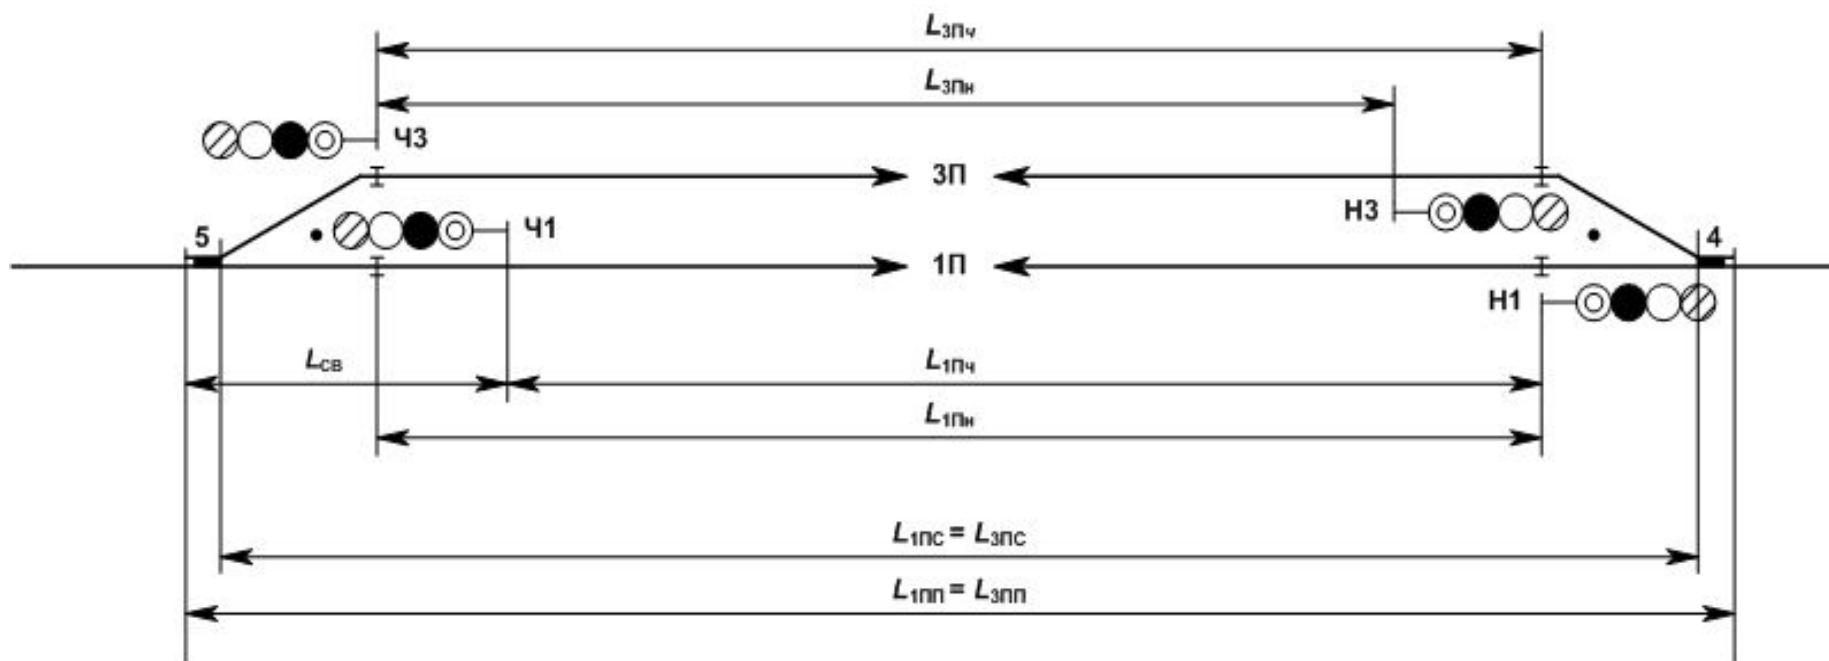 L3Пч
L3Пн
Ч3
3П
Ч1
Н3
5
4
1П
Н1
LСВ
L1Пч
L1Пн
L1ПС = L3ПС
L1ПП = L3ПП